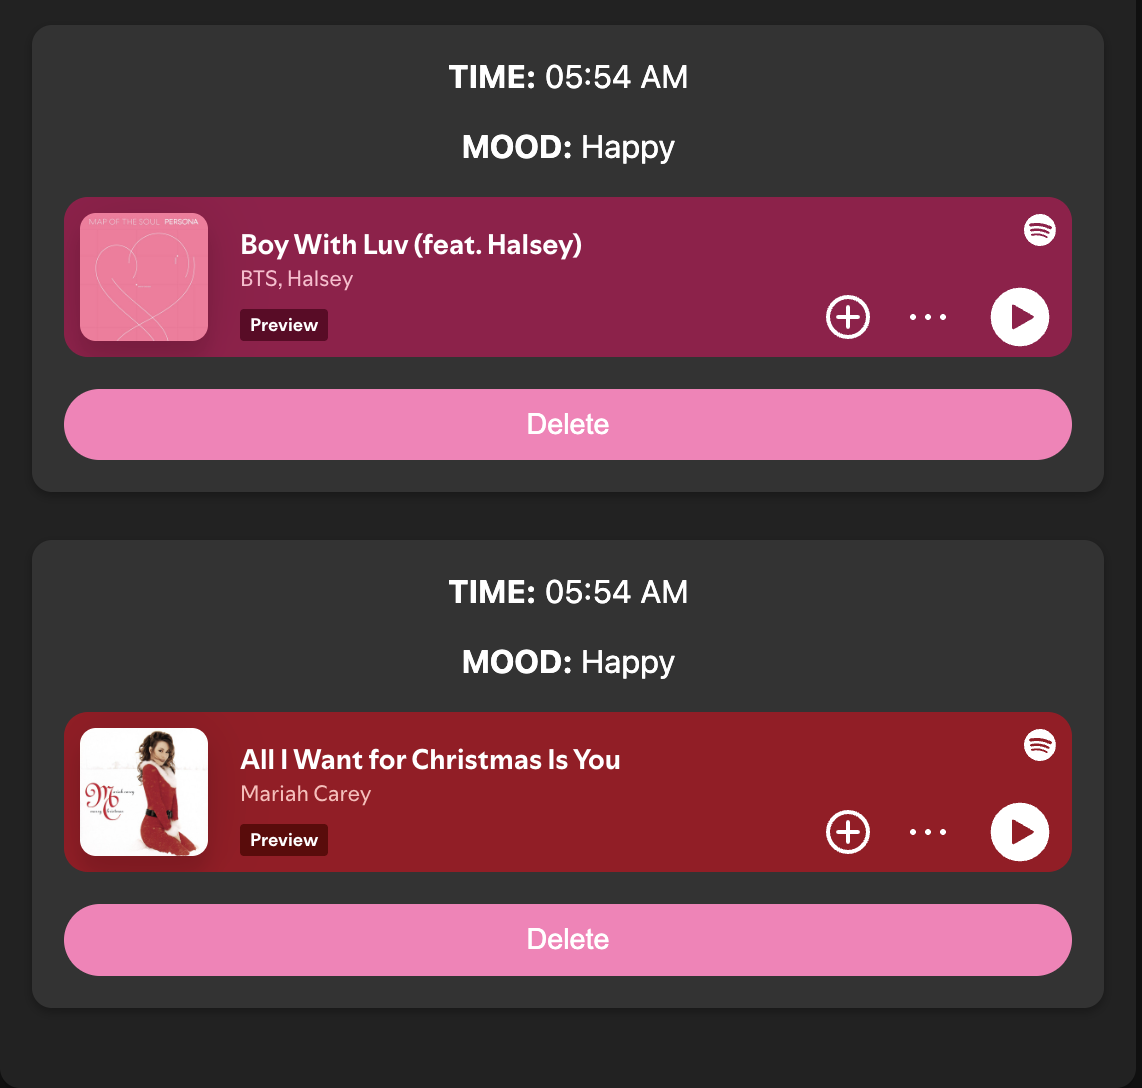 TIME: 05:54 AM
MOOD: Happy
MAP OF THE SOUL PERSONA
Boy With Luv (feat. Halsey)
BTS, Halsey
Preview
Delete
TIME: 05:54 AM
MOOD: Happy
All I Want for Christmas Is You
Mariah Carey
Preview
Delete